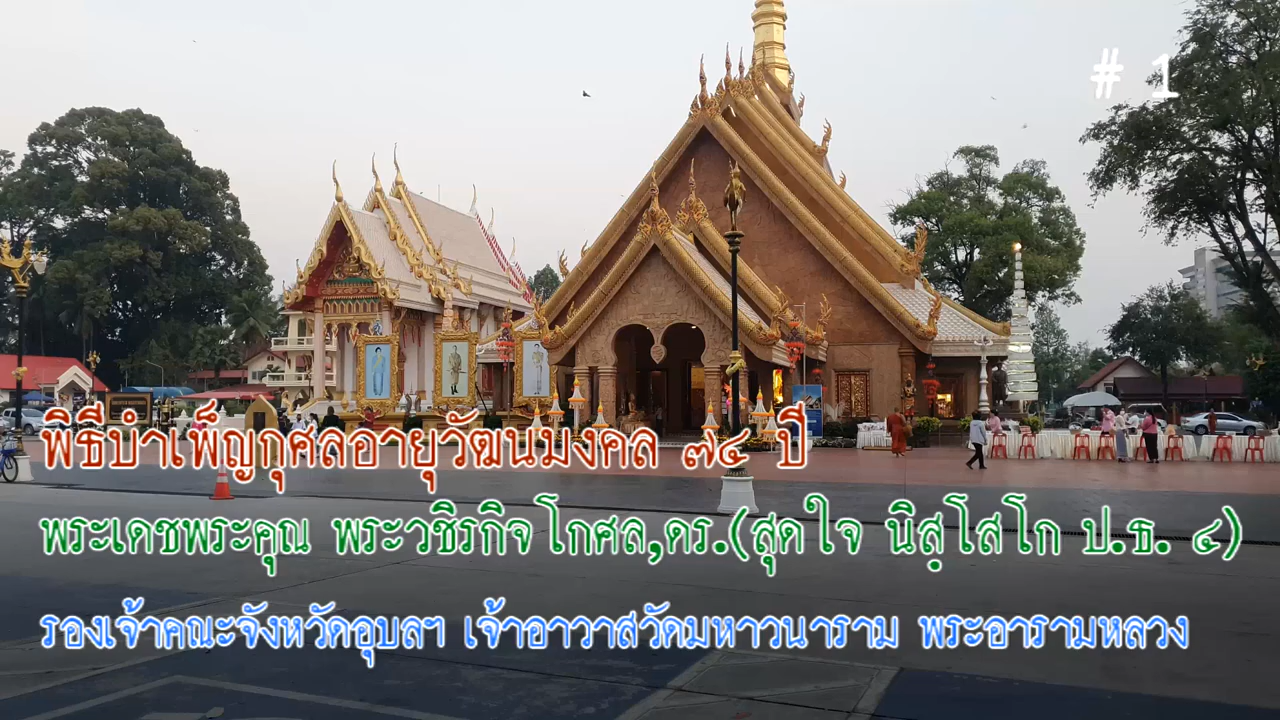 # 1
พิธีบำเพ็ญกุศลอายุวัฒนมงคล ๗๔ ปี
พระเดชพระคุณ พระวชิรกิจโกศล,ดร.(สุดใจ นิสฺโสโก ป.ธ. ๔)
รองเจ้าคณะจังหวัดอุบลฯ เจ้าอาวาสวัดมหาวนาราม พระอารามหลวง